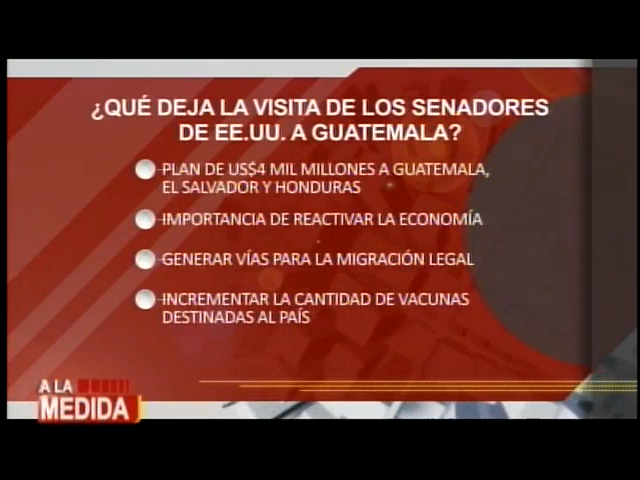 ¿QUÉ DEJA LA VISITA DE LOS SENADORES
DE EE.UU. A GUATEMALA?
PLAN DE US$4 MIL MILLONES A GUATEMALA,
EL SALVADOR Y HONDURAS
IMPORTANCIA DE REACTIVAR LA ECONOMÍA
GENERAR VÍAS PARA LA MIGRACIÓN LEGAL
INCREMENTAR LA CANTIDAD DE VACUNAS
DESTINADAS AL PAÍS
A LA
MEDIDA